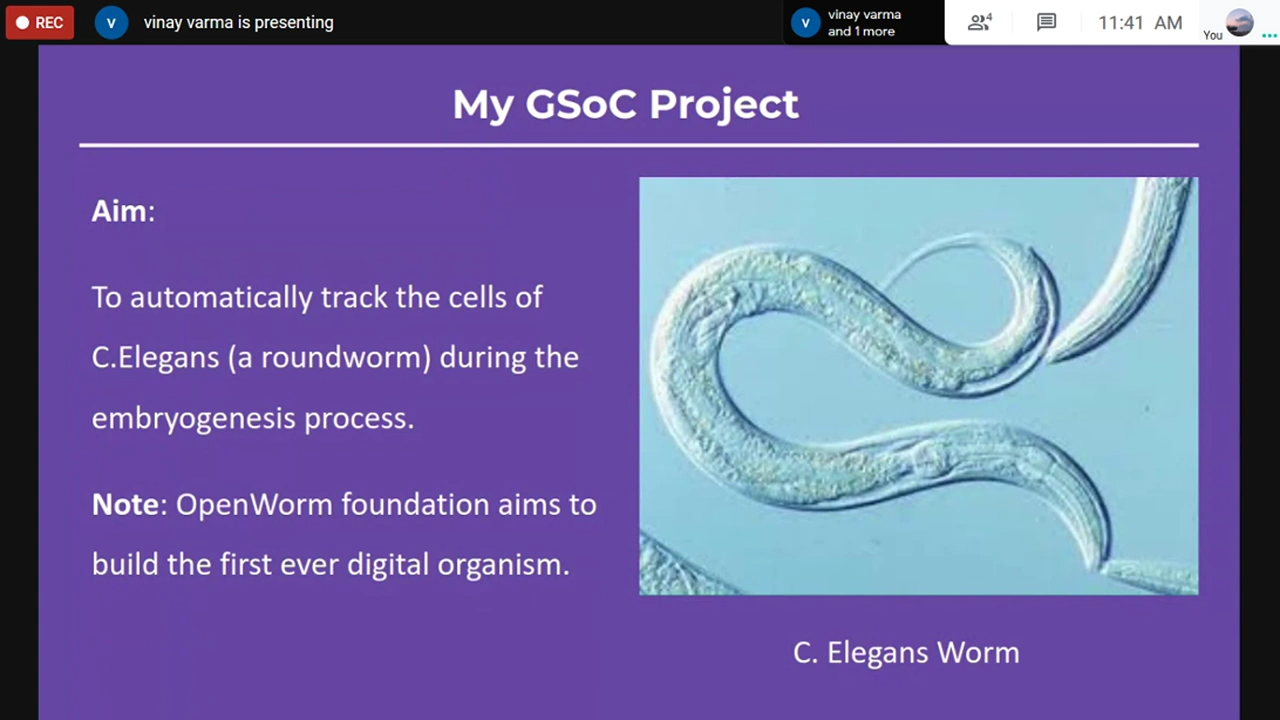 REC
v
vinay varma is presenting
v
vinay varma
and 1 more
4
11:41 AM
You
My GSoC Project
Aim:
To automatically track the cells of
C.Elegans (a roundworm) during the
embryogenesis process.
Note: OpenWorm foundation aims to
build the first ever digital organism.
C. Elegans Worm